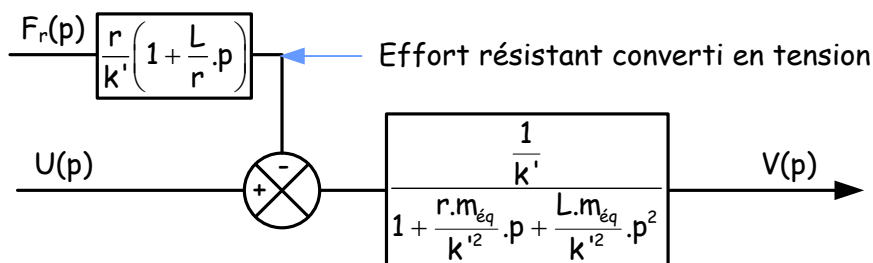 Fᵣ(p)
r/k' (1 + L/r .p)
Effort résistant converti en tension
-
U(p)
+
1/k'
1 + r.m_éq/k'² .p + L.m_éq/k'² .p²
V(p)